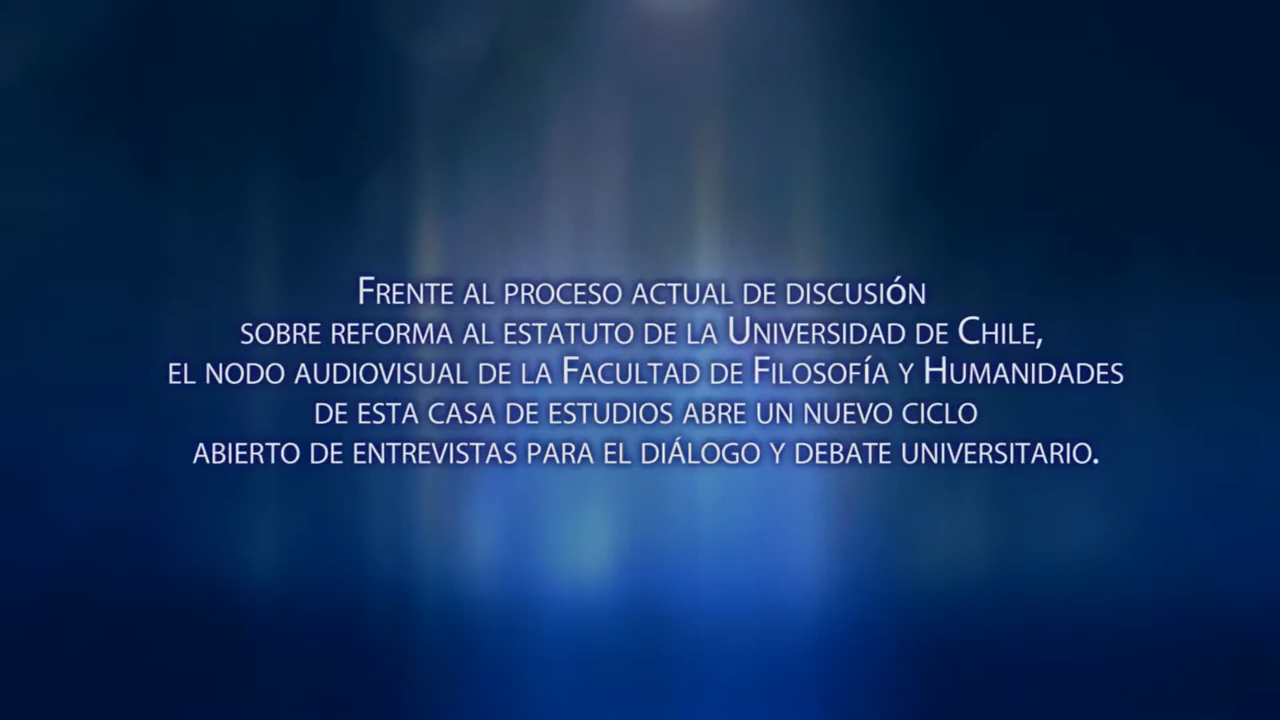 Frente al proceso actual de discusión
sobre reforma al estatuto de la Universidad de Chile,
el nodo audiovisual de la Facultad de Filosofía y Humanidades
de esta casa de estudios abre un nuevo ciclo
abierto de entrevistas para el diálogo y debate universitario.